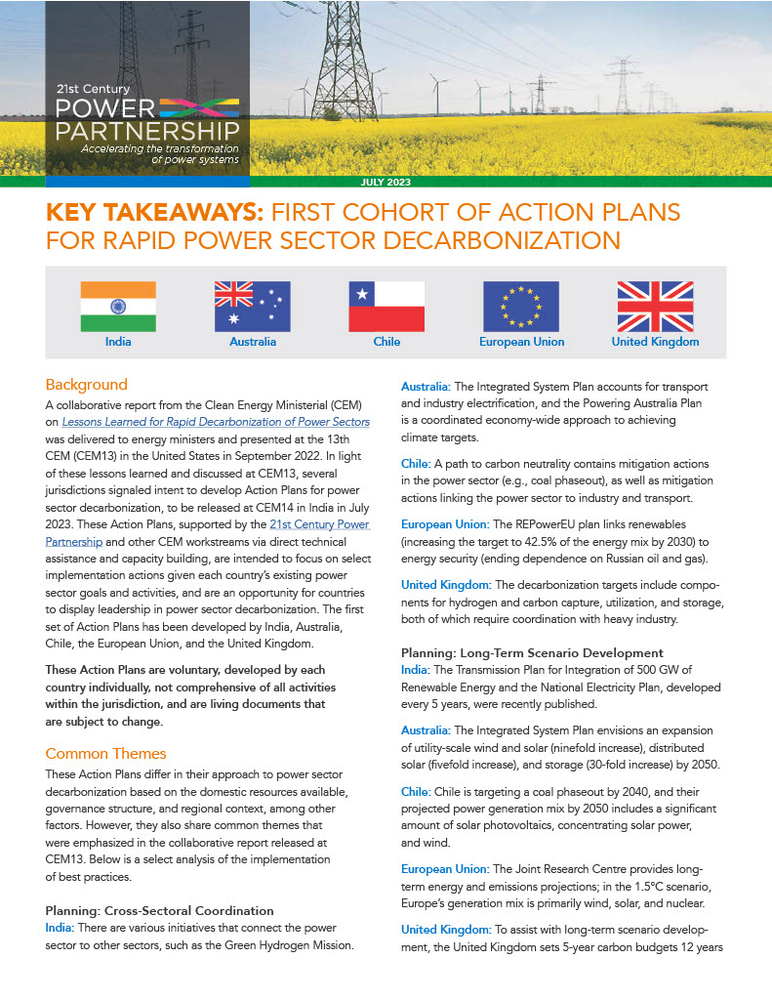 21st Century
POWER
PARTNERSHIP
Accelerating the transformation
of power systems
JULY 2023
KEY TAKEAWAYS: FIRST COHORT OF ACTION PLANS
FOR RAPID POWER SECTOR DECARBONIZATION
India
Australia
Chile
European Union
United Kingdom
Background
A collaborative report from the Clean Energy Ministerial (CEM)
on Lessons Learned for Rapid Decarbonization of Power Sectors
was delivered to energy ministers and presented at the 13th
CEM (CEM13) in the United States in September 2022. In light
of these lessons learned and discussed at CEM13, several
jurisdictions signaled intent to develop Action Plans for power
sector decarbonization, to be released at CEM14 in India in July
2023. These Action Plans, supported by the 21st Century Power
Partnership and other CEM workstreams via direct technical
assistance and capacity building, are intended to focus on select
implementation actions given each country's existing power
sector goals and activities, and are an opportunity for countries
to display leadership in power sector decarbonization. The first
set of Action Plans has been developed by India, Australia,
Chile, the European Union, and the United Kingdom.
These Action Plans are voluntary, developed by each
country individually, not comprehensive of all activities
within the jurisdiction, and are living documents that
are subject to change.
Common Themes
These Action Plans differ in their approach to power sector
decarbonization based on the domestic resources available,
governance structure, and regional context, among other
factors. However, they also share common themes that
were emphasized in the collaborative report released at
CEM13. Below is a select analysis of the implementation
of best practices.
Planning: Cross-Sectoral Coordination
India: There are various initiatives that connect the power
sector to other sectors, such as the Green Hydrogen Mission.
Australia: The Integrated System Plan accounts for transport
and industry electrification, and the Powering Australia Plan
is a coordinated economy-wide approach to achieving
climate targets.
Chile: A path to carbon neutrality contains mitigation actions
in the power sector (e.g., coal phaseout), as well as mitigation
actions linking the power sector to industry and transport.
European Union: The REPowerEU plan links renewables
(increasing the target to 42.5% of the energy mix by 2030) to
energy security (ending dependence on Russian oil and gas).
United Kingdom: The decarbonization targets include compo-
nents for hydrogen and carbon capture, utilization, and storage,
both of which require coordination with heavy industry.
Planning: Long-Term Scenario Development
India: The Transmission Plan for Integration of 500 GW of
Renewable Energy and the National Electricity Plan, developed
every 5 years, were recently published.
Australia: The Integrated System Plan envisions an expansion
of utility-scale wind and solar (ninefold increase), distributed
solar (fivefold increase), and storage (30-fold increase) by 2050.
Chile: Chile is targeting a coal phaseout by 2040, and their
projected power generation mix by 2050 includes a significant
amount of solar photovoltaics, concentrating solar power,
and wind.
European Union: The Joint Research Centre provides long-
term energy and emissions projections; in the 1.5°C scenario,
Europe's generation mix is primarily wind, solar, and nuclear.
United Kingdom: To assist with long-term scenario develop-
ment, the United Kingdom sets 5-year carbon budgets 12 years